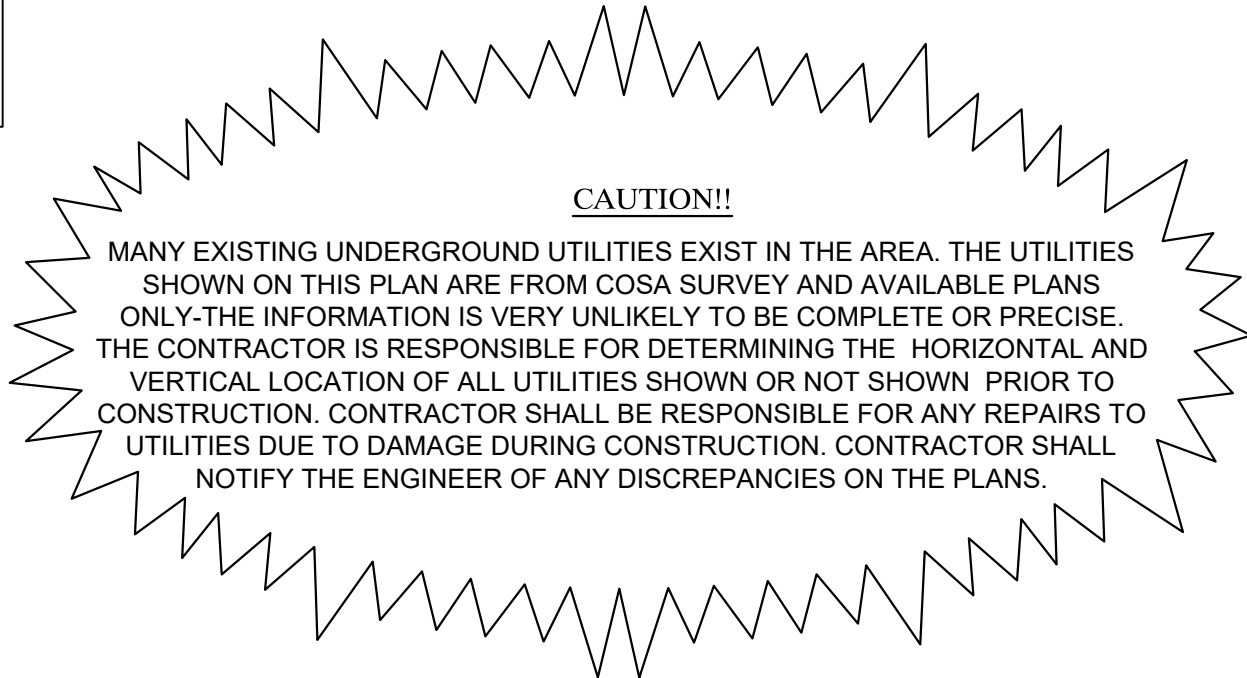 CAUTION!!
MANY EXISTING UNDERGROUND UTILITIES EXIST IN THE AREA. THE UTILITIES
SHOWN ON THIS PLAN ARE FROM COSA SURVEY AND AVAILABLE PLANS
ONLY-THE INFORMATION IS VERY UNLIKELY TO BE COMPLETE OR PRECISE.
THE CONTRACTOR IS RESPONSIBLE FOR DETERMINING THE  HORIZONTAL AND
VERTICAL LOCATION OF ALL UTILITIES SHOWN OR NOT SHOWN  PRIOR TO
CONSTRUCTION. CONTRACTOR SHALL BE RESPONSIBLE FOR ANY REPAIRS TO
UTILITIES DUE TO DAMAGE DURING CONSTRUCTION. CONTRACTOR SHALL
NOTIFY THE ENGINEER OF ANY DISCREPANCIES ON THE PLANS.